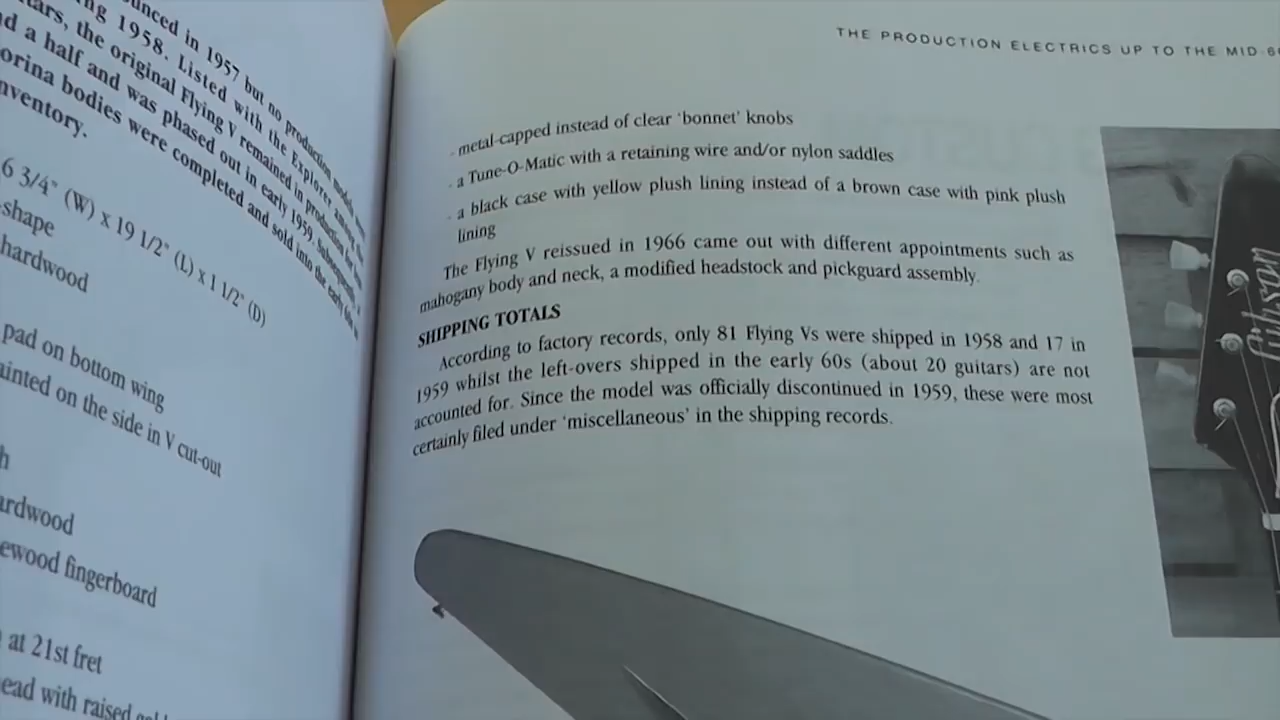 unced in 1957 but no production models
ng 1958. Listed with the Explorer among
tars, the original Flying V remained in production for
d a half and was phased out in early 1959. Subsequently,
orina bodies were completed and sold into the early 60s
nventory.
6 3/4" (W) x 19 1/2" (L) x 1 1/2" (D)
-shape
hardwood
pad on bottom wing
ainted on the side in V cut-out
h
ardwood
ewood fingerboard
at 21st fret
ead with raised
THE PRODUCTION ELECTRICS UP TO THE MID-6
- metal-capped instead of clear 'bonnet' knobs
- a Tune-O-Matic with a retaining wire and/or nylon saddles
- a black case with yellow plush lining instead of a brown case with pink plush
lining
The Flying V reissued in 1966 came out with different appointments such as
mahogany body and neck, a modified headstock and pickguard assembly.
SHIPPING TOTALS
According to factory records, only 81 Flying Vs were shipped in 1958 and 17 in
1959 whilst the left-overs shipped in the early 60s (about 20 guitars) are not
accounted for. Since the model was officially discontinued in 1959, these were most
certainly filed under 'miscellaneous' in the shipping records.